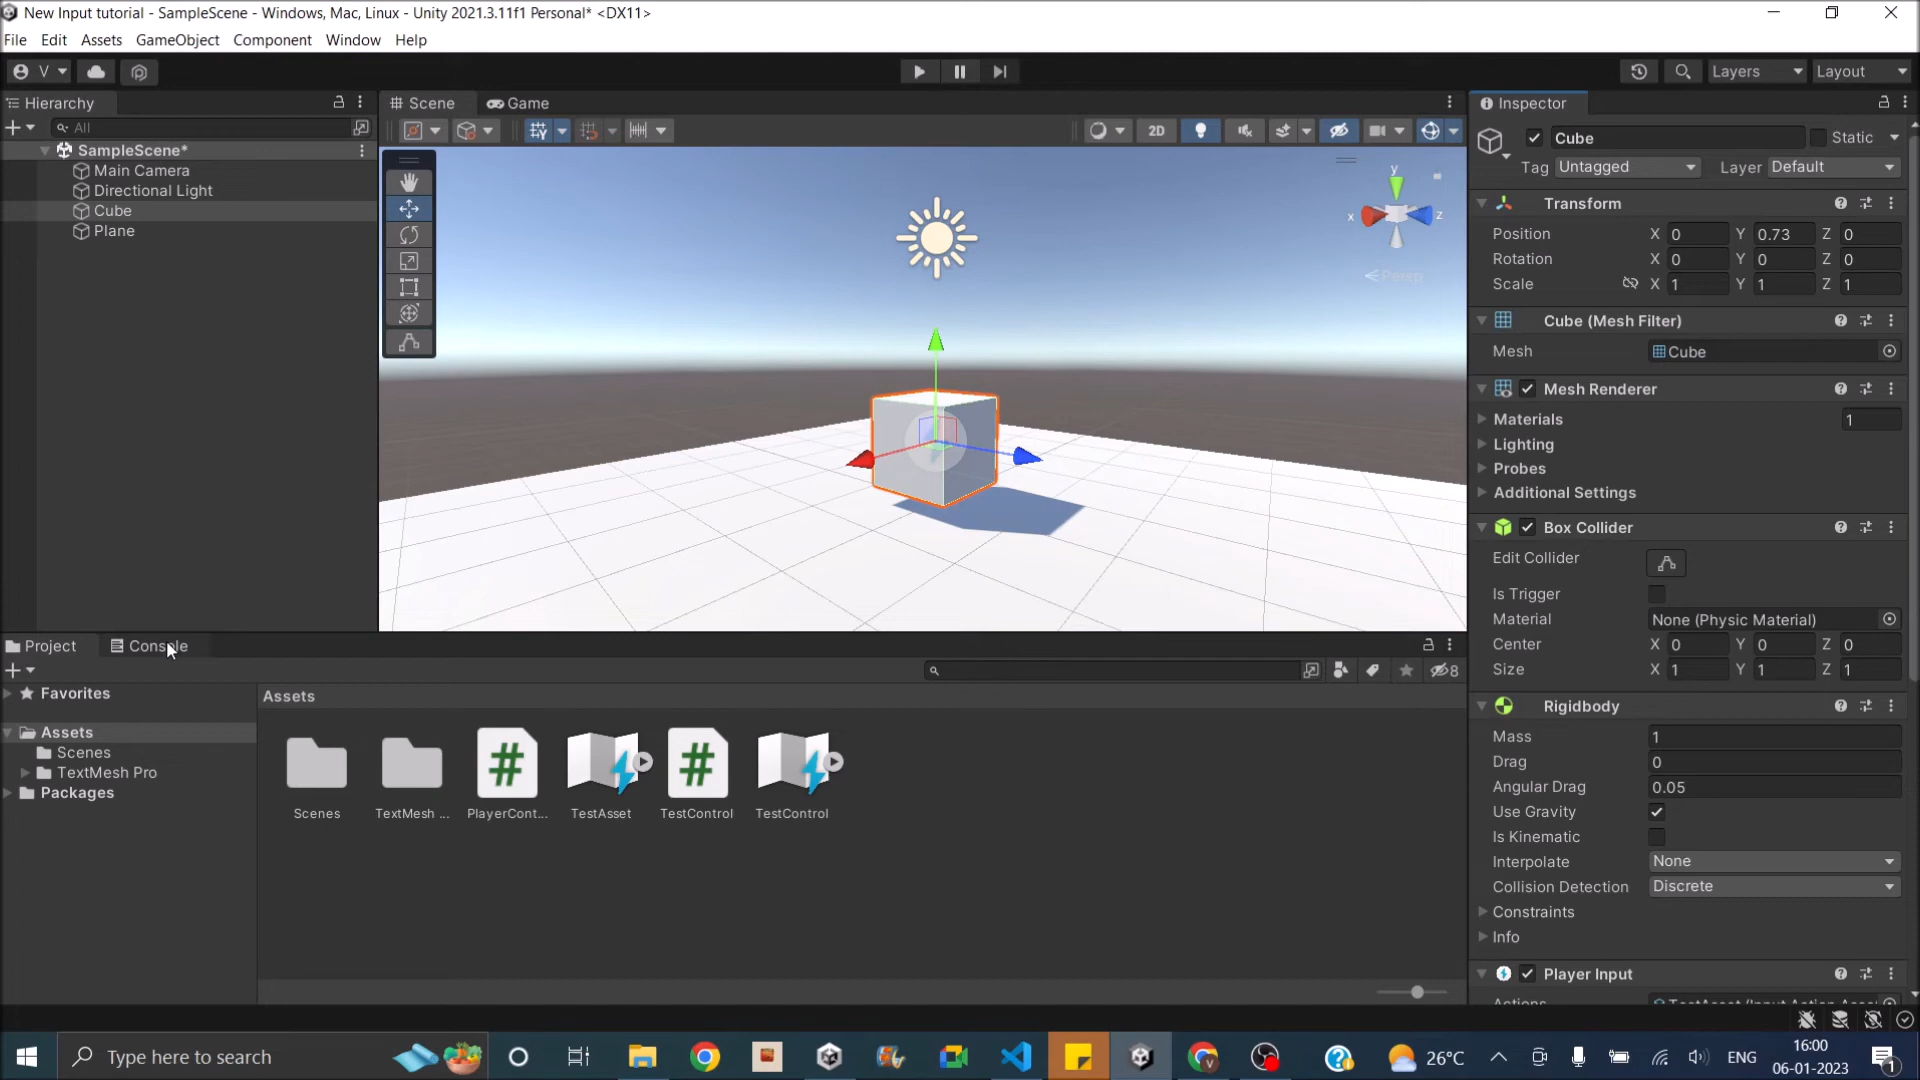 New Input tutorial - SampleScene - Windows, Mac, Linux - Unity 2021.3.11f1 Personal* <DX11>
File Edit Assets GameObject Component Window Help
V
Layers Layout
Hierarchy
All
SampleScene*
Main Camera
Directional Light
Cube
Plane
Scene Game
2D
y
x
z
Persp
Project Console
8
Favorites
Assets
Scenes
TextMesh Pro
Packages
Assets
Scenes
TextMesh ...
PlayerCont...
TestAsset
TestControl
TestControl
Inspector
Cube
Static
Tag Untagged Layer Default
Transform
Position X 0 Y 0.73 Z 0
Rotation X 0 Y 0 Z 0
Scale X 1 Y 1 Z 1
Cube (Mesh Filter)
Mesh Cube
Mesh Renderer
Materials 1
Lighting
Probes
Additional Settings
Box Collider
Edit Collider
Is Trigger
Material None (Physic Material)
Center X 0 Y 0 Z 0
Size X 1 Y 1 Z 1
Rigidbody
Mass 1
Drag 0
Angular Drag 0.05
Use Gravity
Is Kinematic
Interpolate None
Collision Detection Discrete
Constraints
Info
Player Input
Actions TestAsset (Input Action Asse
Type here to search
26°C
ENG
16:00
06-01-2023
1